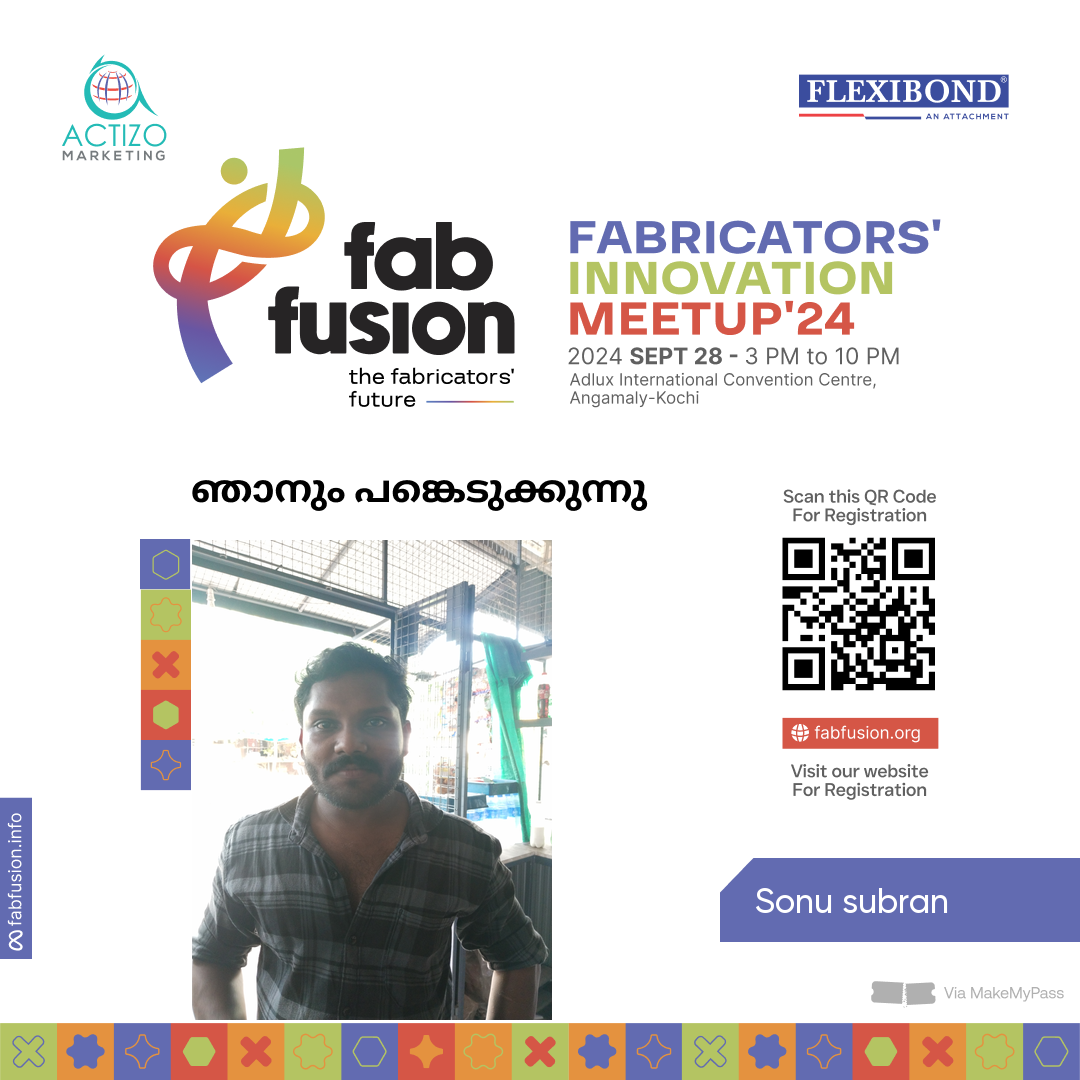 ACTIZO
MARKETING
FLEXIBOND®
AN ATTACHMENT
fab
fusion
the fabricators'
future
FABRICATORS'
INNOVATION
MEETUP'24
2024 SEPT 28 - 3 PM to 10 PM
Adlux International Convention Centre,
Angamaly-Kochi
ഞാനും പങ്കെടുക്കുന്നു
Scan this QR Code
For Registration
fabfusion.org
Visit our website
For Registration
fabfusion.info
Sonu subran
Via MakeMyPass